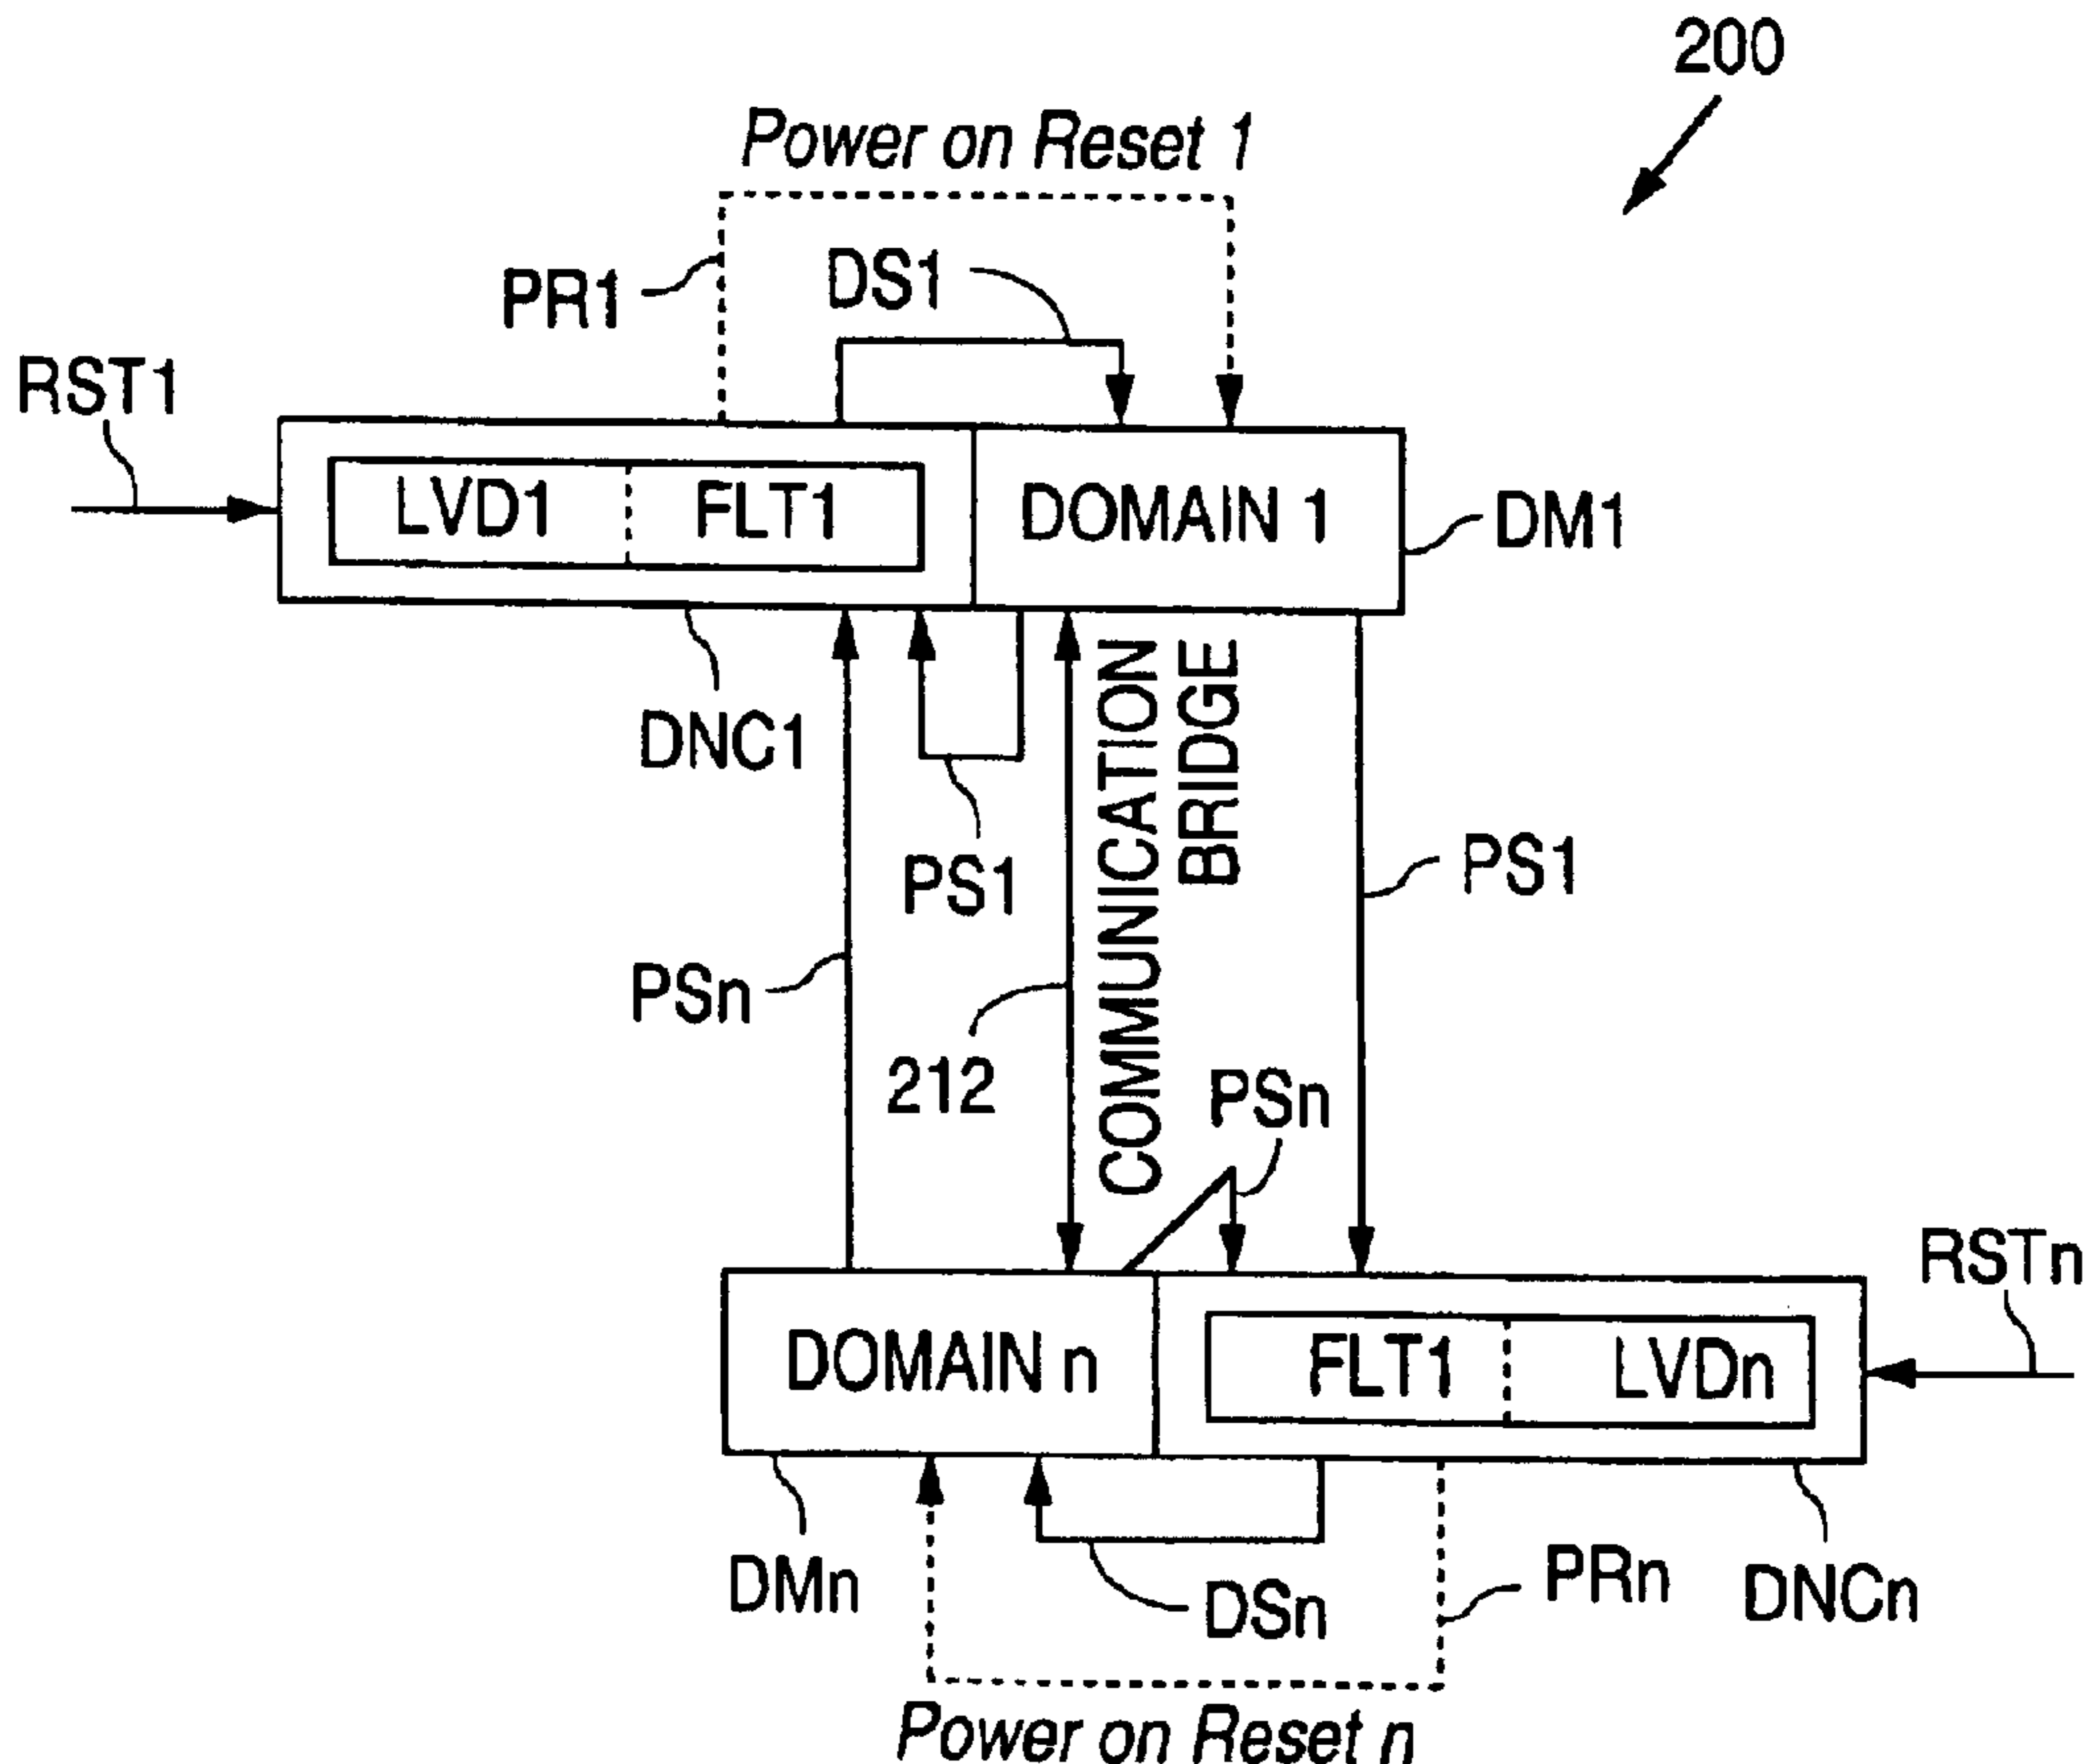 200
Power on Reset 1
PR1
DS1
RST1
LVD1
FLT1
DOMAIN 1
DM1
DNC1
PS1
COMMUNICATION
BRIDGE
PS1
PSn
212
PSn
RSTn
DOMAIN n
FLT1
LVDn
DMn
DSn
PRn
DNCn
Power on Reset n